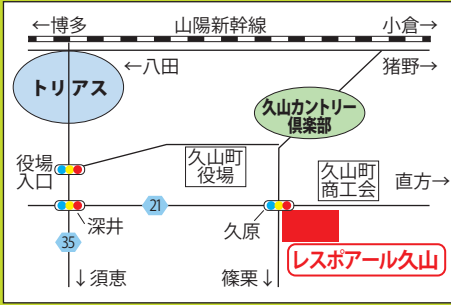 ←博多
山陽新幹線
小倉→
トリアス
←八田
猪野→
久山カントリー
倶楽部
役場
入口
久山町
役場
久山町
商工会
直方→
21
深井
久原
35
レスポアール久山
↓須恵
篠栗↓